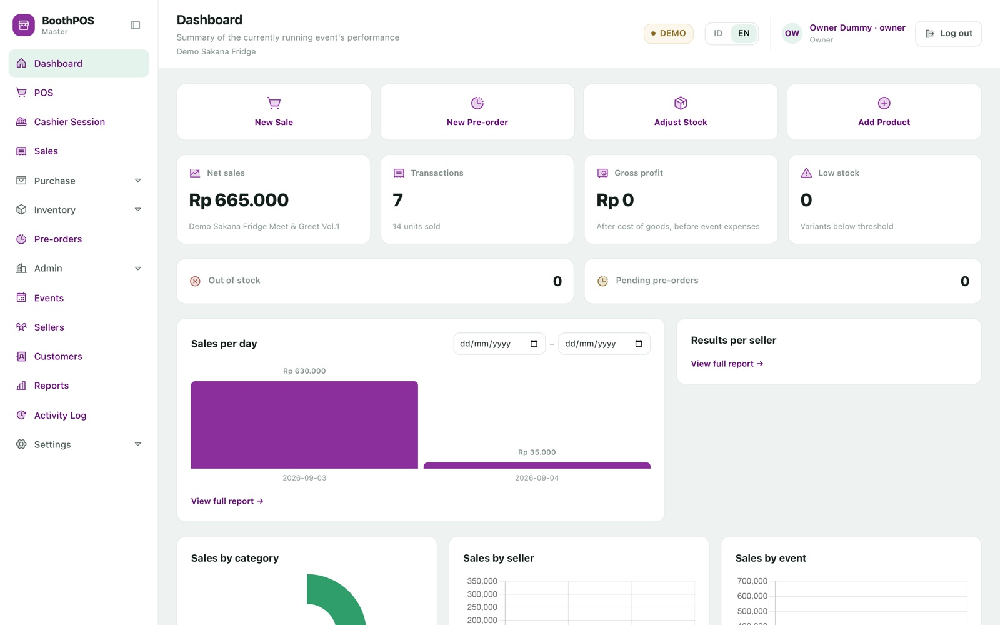 BoothPOS
Master
Dashboard
POS
Cashier Session
Sales
Purchase
Inventory
Pre-orders
Admin
Events
Sellers
Customers
Reports
Activity Log
Settings
Dashboard
Summary of the currently running event's performance
Demo Sakana Fridge
DEMO
ID EN
OW
Owner Dummy · owner
Owner
Log out
New Sale
New Pre-order
Adjust Stock
Add Product
Net sales
Rp 665.000
Demo Sakana Fridge Meet & Greet Vol.1
Transactions
7
14 units sold
Gross profit
Rp 0
After cost of goods, before event expenses
Low stock
0
Variants below threshold
Out of stock 0
Pending pre-orders 0
Sales per day
dd/mm/yyyy – dd/mm/yyyy
Rp 630.000
Rp 35.000
2026-09-03
2026-09-04
View full report →
Results per seller
View full report →
Sales by category
Sales by seller
350,000
300,000
250,000
200,000
Sales by event
700,000
600,000
500,000